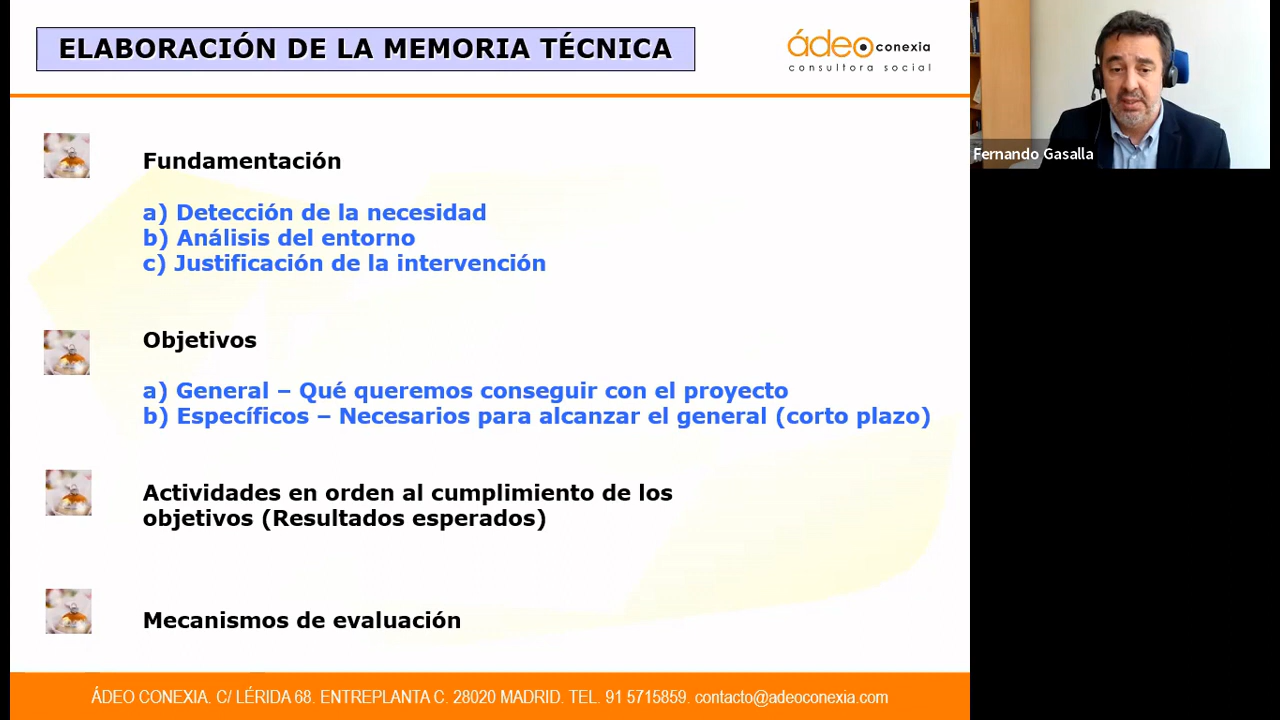 ELABORACIÓN DE LA MEMORIA TÉCNICA
ádeo conexia
consultora social
Fernando Gasalla
Fundamentación
a) Detección de la necesidad
b) Análisis del entorno
c) Justificación de la intervención
Objetivos
a) General – Qué queremos conseguir con el proyecto
b) Específicos – Necesarios para alcanzar el general (corto plazo)
Actividades en orden al cumplimiento de los
objetivos (Resultados esperados)
Mecanismos de evaluación
ÁDEO CONEXIA. C/ LÉRIDA 68. ENTREPLANTA C. 28020 MADRID. TEL. 91 5715859. contacto@adeoconexia.com